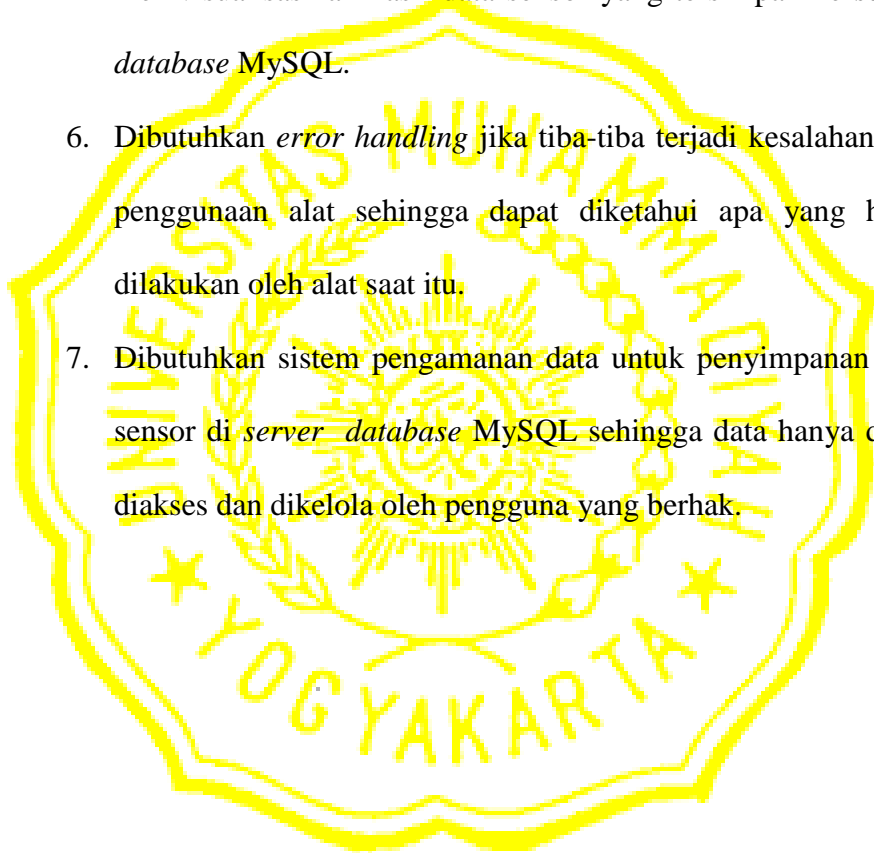 database MySQL.
6. Dibutuhkan error handling jika tiba-tiba terjadi kesalahan
penggunaan alat sehingga dapat diketahui apa yang h
dilakukan oleh alat saat itu.
7. Dibutuhkan sistem pengamanan data untuk penyimpanan
sensor di server database MySQL sehingga data hanya
diakses dan dikelola oleh pengguna yang berhak.
UNIVERSITAS MUHAMMADIYAH
YOGYAKARTA